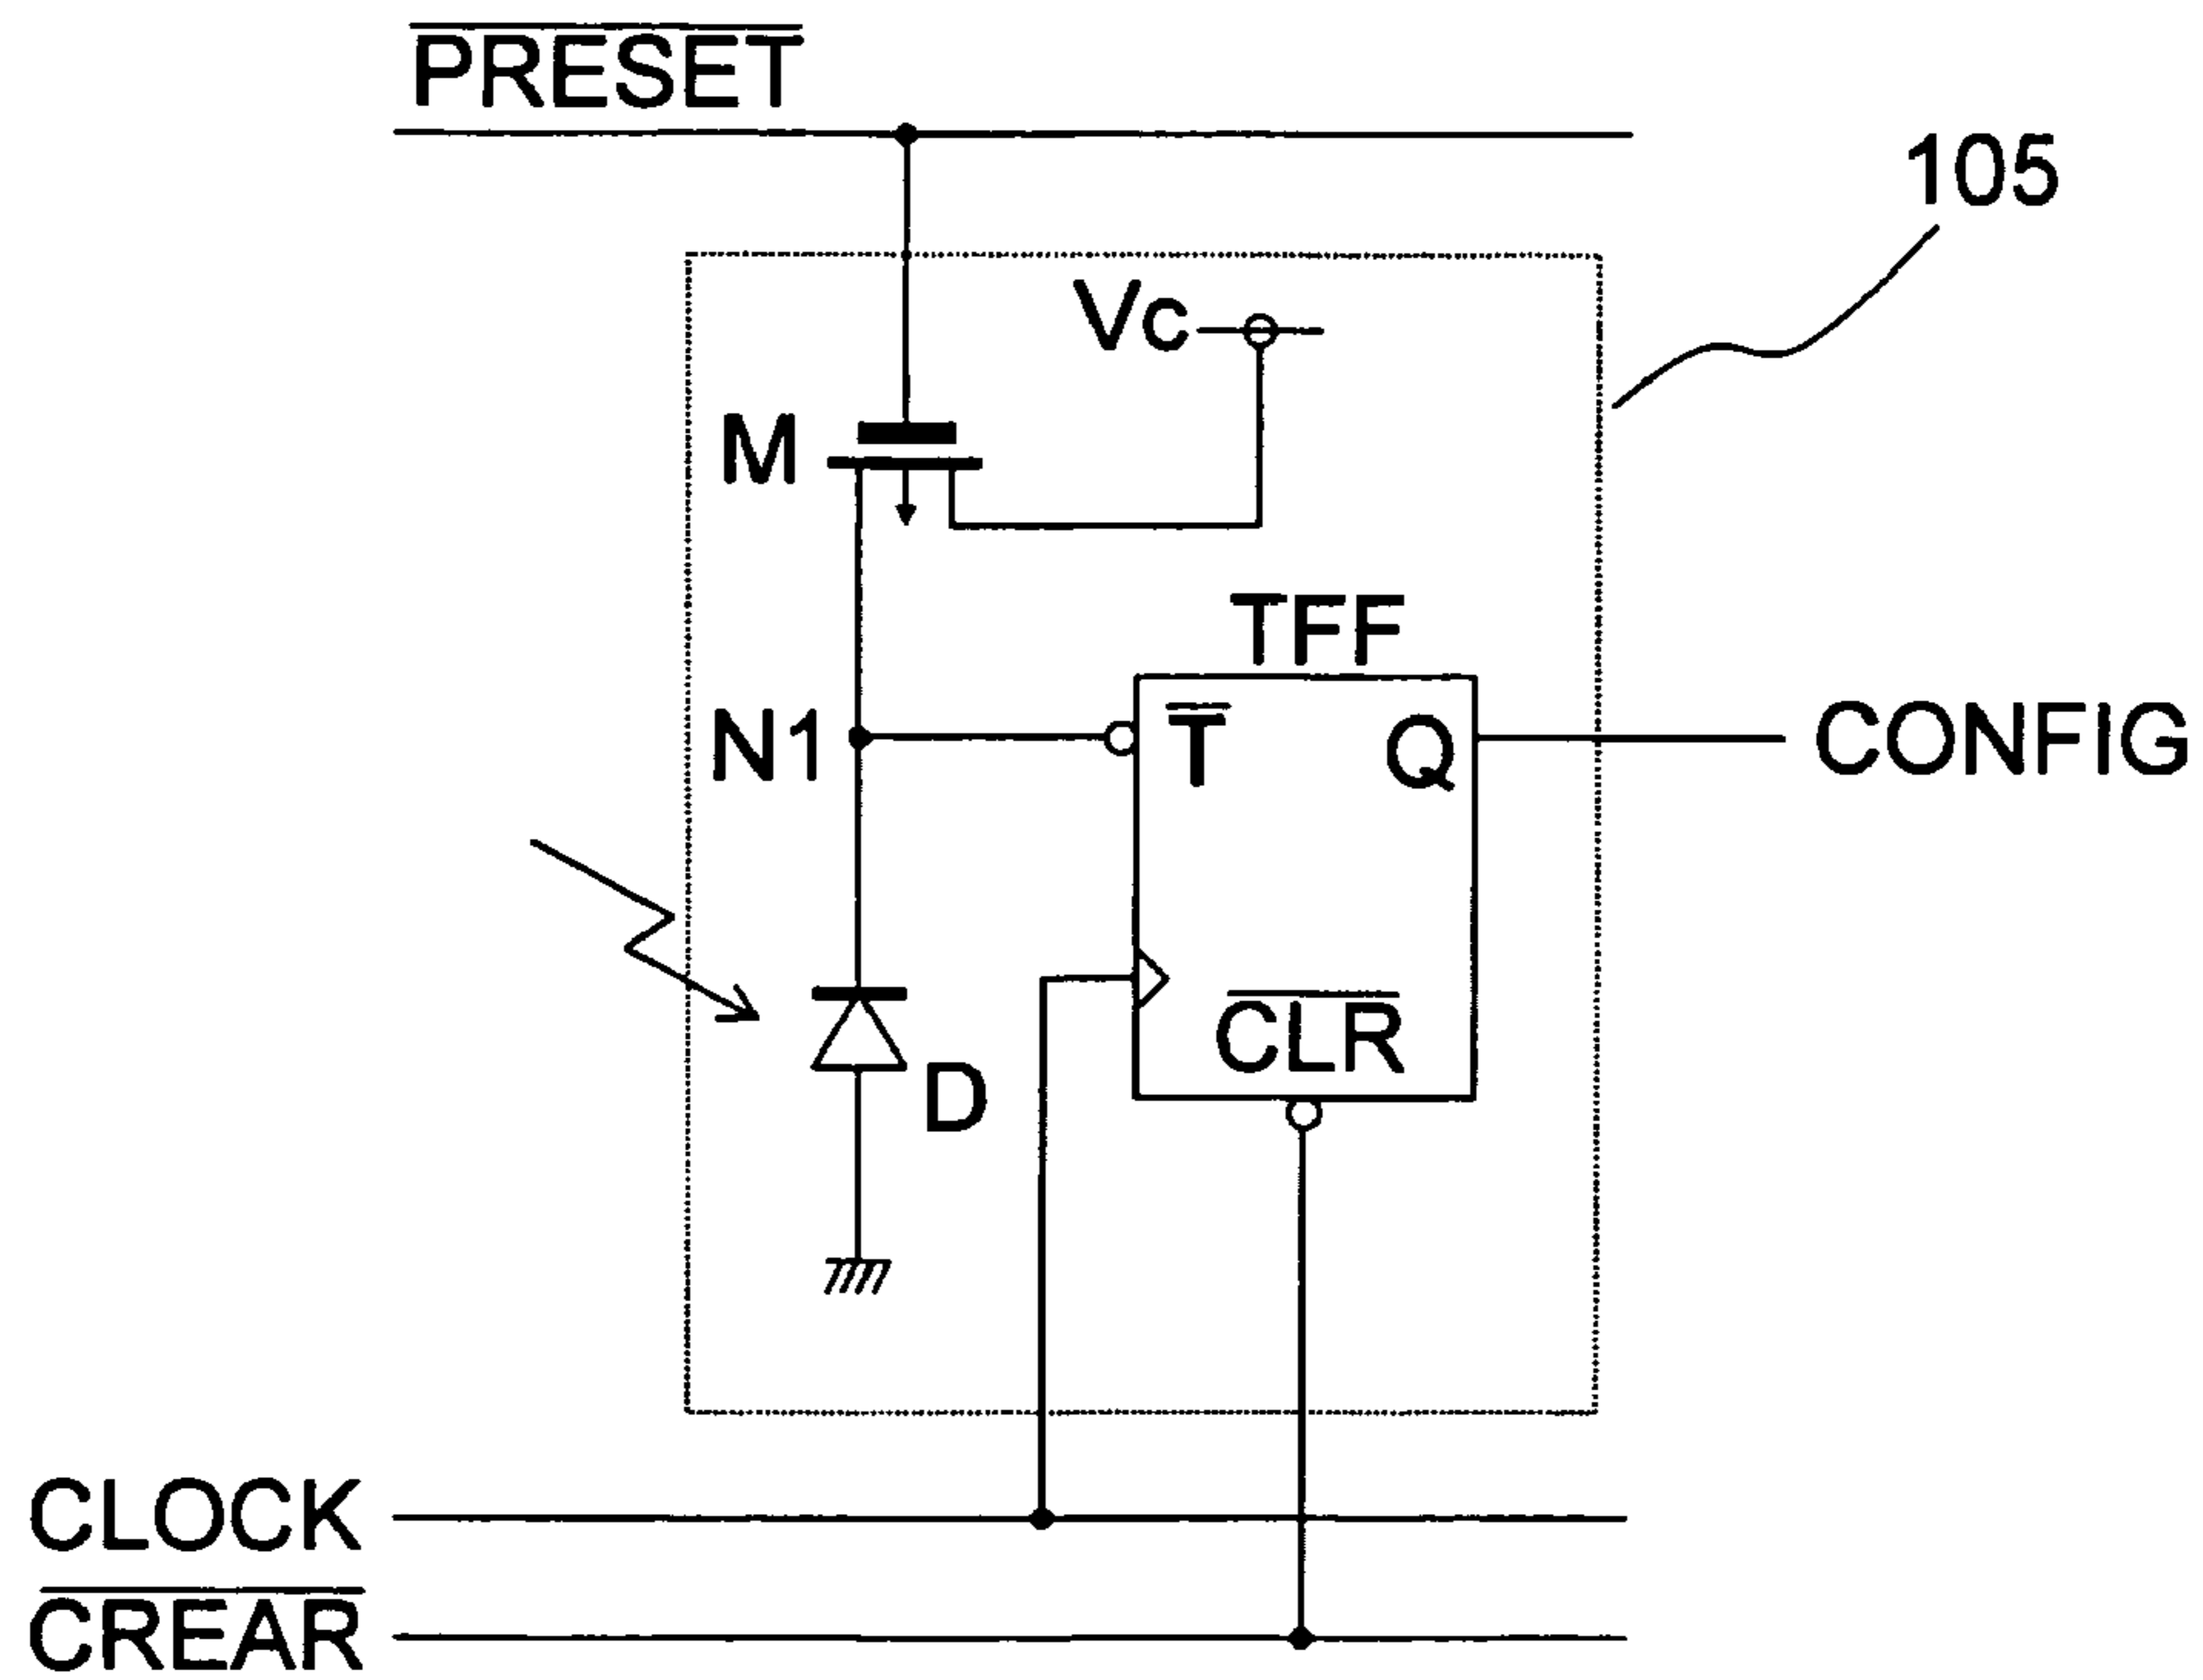 PRESET
105
Vc
M
TFF
N1
T
Q
CONFIG
CLR
D
CLOCK
CREAR